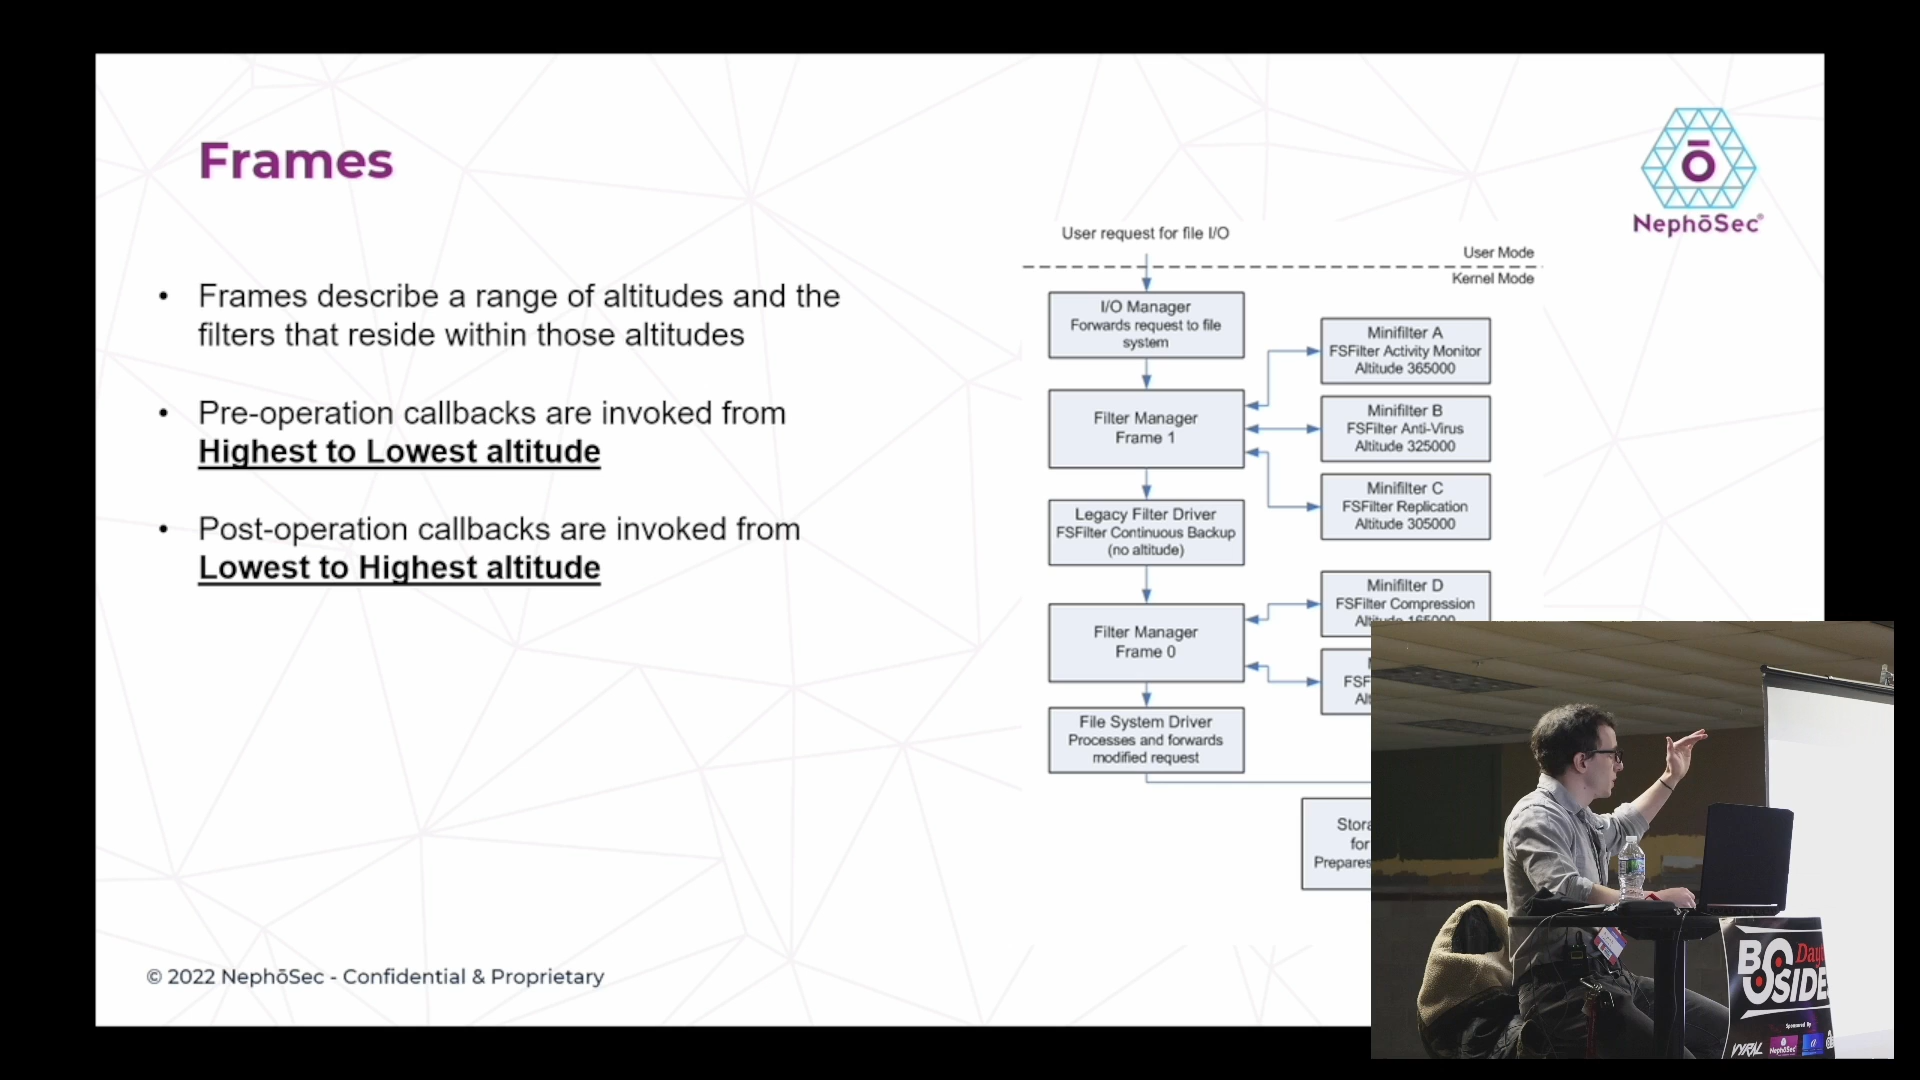 Frames
NephōSec®
• Frames describe a range of altitudes and the
filters that reside within those altitudes
• Pre-operation callbacks are invoked from
Highest to Lowest altitude
• Post-operation callbacks are invoked from
Lowest to Highest altitude
User request for file I/O
User Mode
Kernel Mode
I/O Manager
Forwards request to file
system
Filter Manager
Frame 1
Legacy Filter Driver
FSFilter Continuous Backup
(no altitude)
Filter Manager
Frame 0
File System Driver
Processes and forwards
modified request
Minifilter A
FSFilter Activity Monitor
Altitude 365000
Minifilter B
FSFilter Anti-Virus
Altitude 325000
Minifilter C
FSFilter Replication
Altitude 305000
Minifilter D
FSFilter Compression
Altitude 165000
for
Prepares
© 2022 NephōSec - Confidential & Proprietary
BSIDE
Sponsored By
VYRAL
NephōSec